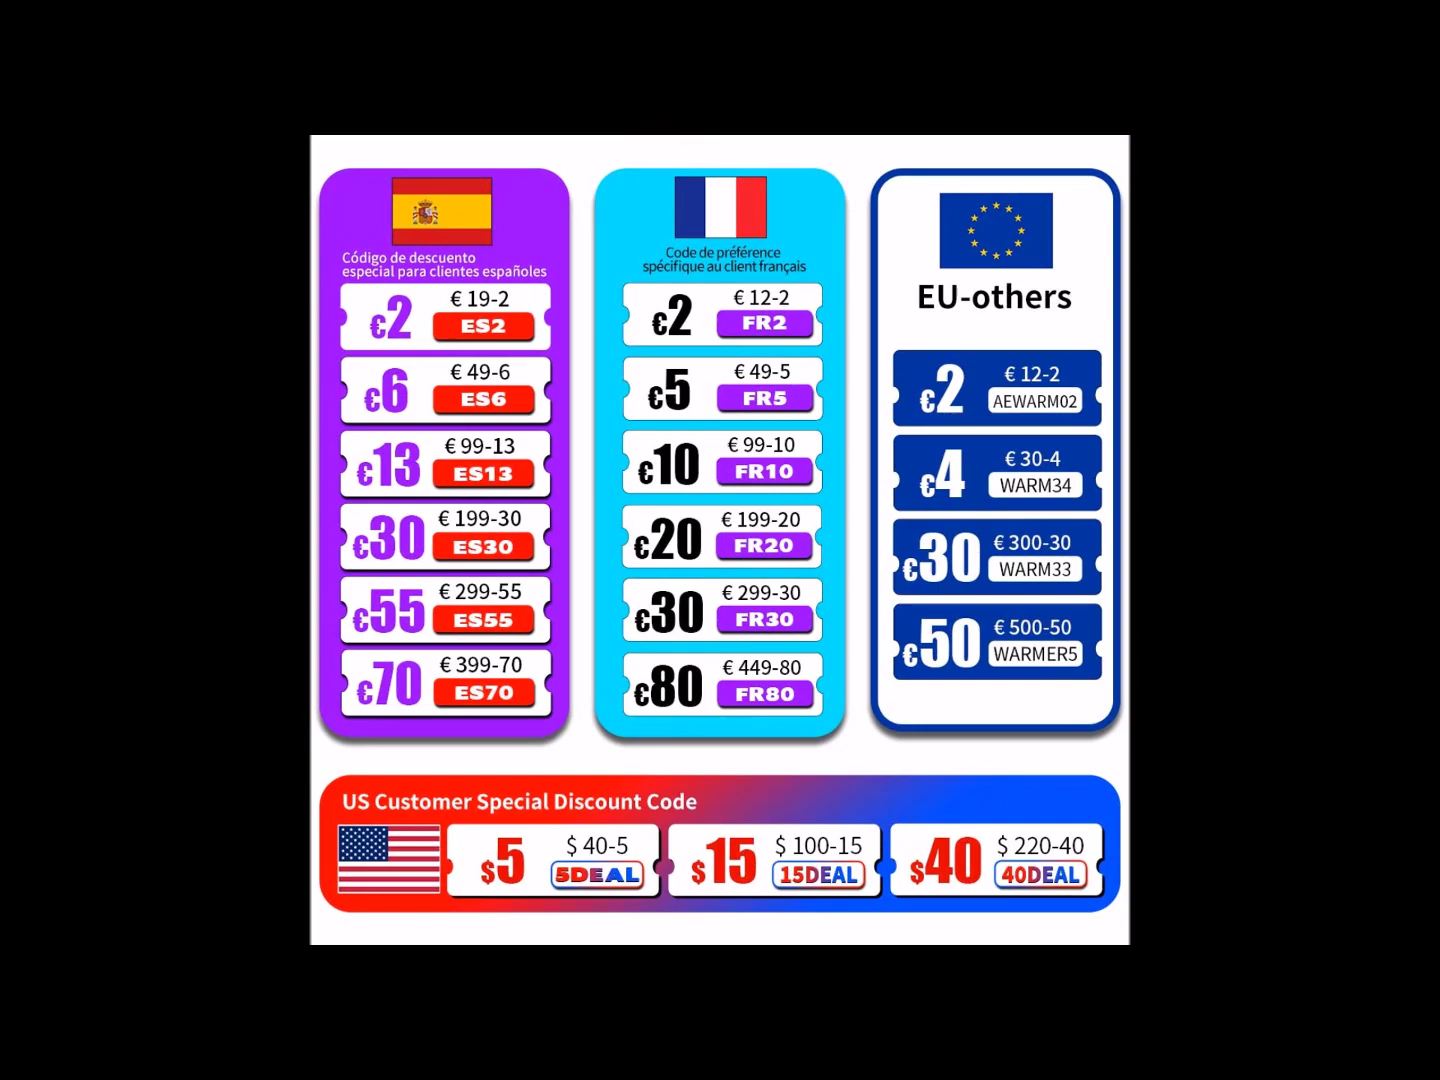 Código de descuento
especial para clientes españoles
€2
€ 19-2
ES2
€6
€ 49-6
ES6
€13
€ 99-13
ES13
€30
€ 199-30
ES30
€55
€ 299-55
ES55
€70
€ 399-70
ES70
Code de préférence
spécifique au client français
€2
€ 12-2
FR2
€5
€ 49-5
FR5
€10
€ 99-10
FR10
€20
€ 199-20
FR20
€30
€ 299-30
FR30
€80
€ 449-80
FR80
EU-others
€2
€ 12-2
AEWARM02
€4
€ 30-4
WARM34
€30
€ 300-30
WARM33
€50
€ 500-50
WARMER5
US Customer Special Discount Code
$5
$ 40-5
5DEAL
$15
$ 100-15
15DEAL
$40
$ 220-40
40DEAL